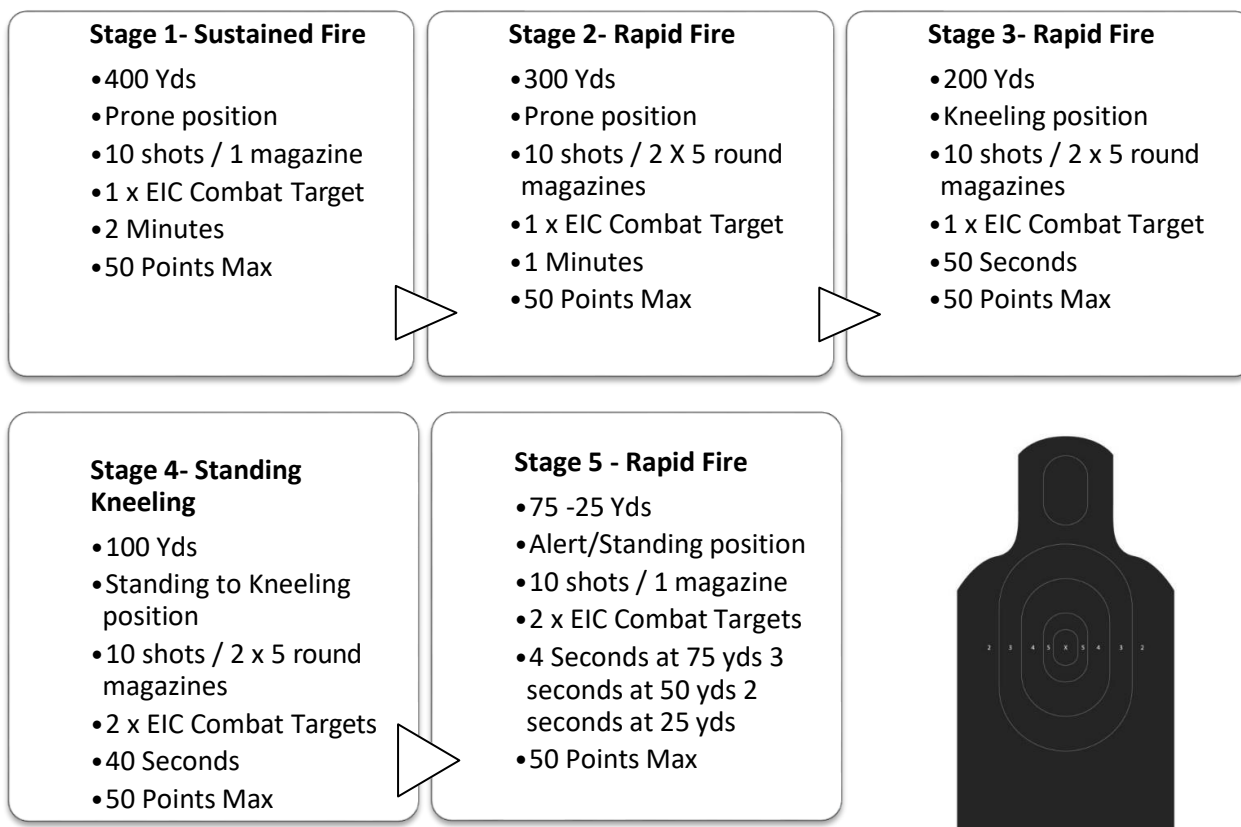 Stage 1- Sustained Fire
•400 Yds
•Prone position
•10 shots / 1 magazine
•1 x EIC Combat Target
•2 Minutes
•50 Points Max
Stage 2- Rapid Fire
•300 Yds
•Prone position
•10 shots / 2 X 5 round
magazines
•1 x EIC Combat Target
•1 Minutes
•50 Points Max
Stage 3- Rapid Fire
•200 Yds
•Kneeling position
•10 shots / 2 x 5 round
magazines
•1 x EIC Combat Target
•50 Seconds
•50 Points Max
Stage 4- Standing
Kneeling
•100 Yds
•Standing to Kneeling
position
•10 shots / 2 x 5 round
magazines
•2 x EIC Combat Targets
•40 Seconds
•50 Points Max
Stage 5 - Rapid Fire
•75 -25 Yds
•Alert/Standing position
•10 shots / 1 magazine
•2 x EIC Combat Targets
•4 Seconds at 75 yds 3
seconds at 50 yds 2
seconds at 25 yds
•50 Points Max
2 3 4 5 X 5 4 3 2